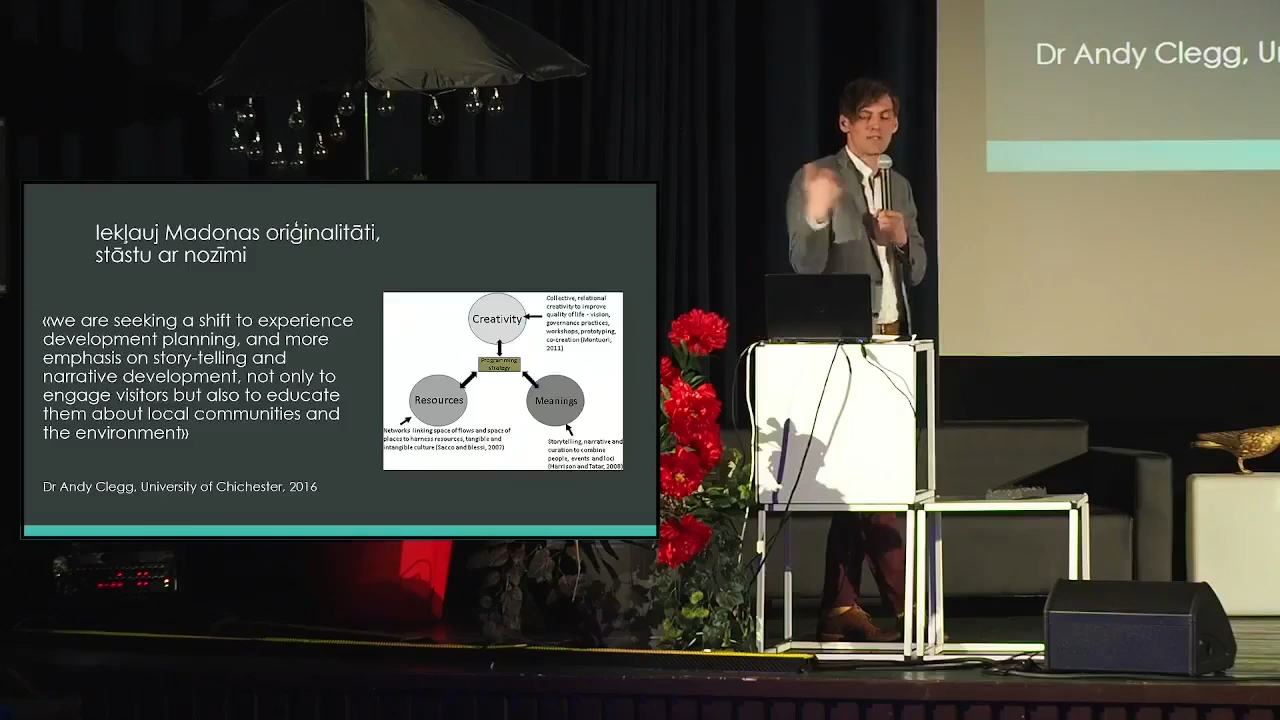 Iekļauj Madonas oriģinalitāti,
stāstu ar nozīmi
«we are seeking a shift to experience
development planning, and more
emphasis on story-telling and
narrative development, not only to
engage visitors but also to educate
them about local communities and
the environment»
Dr Andy Clegg, University of Chichester, 2016
Creativity
Collective, relational
creativity to improve
quality of life - vision,
governance practices,
workshops, prototyping,
co-creation (Montuori,
2011)
Programming
strategy
Resources
Meanings
Networks linking space of flows and space of
places to harness resources, tangible and
intangible culture (Sacco and Blessi, 2007)
Storytelling, narrative and
curation to combine
people, events and loci
(Harrison and Tatar, 2008)
Dr Andy Clegg, Un